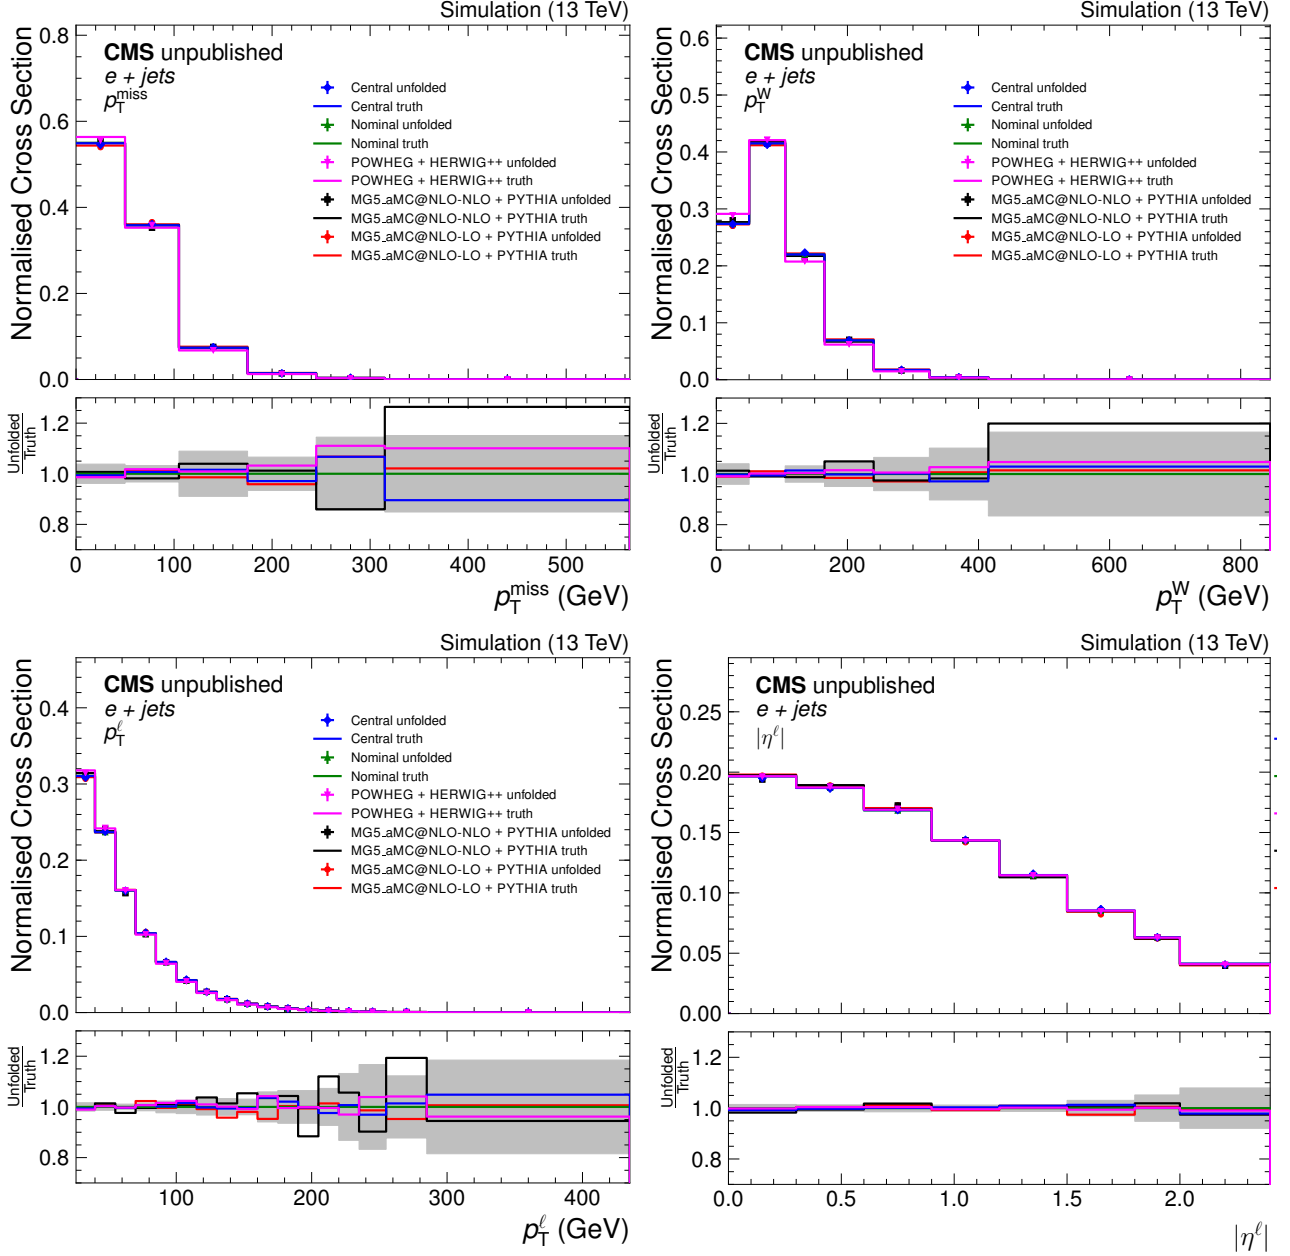 Simulation (13 TeV)
CMS unpublished
e + jets
p_T^miss
Central unfolded
Central truth
Nominal unfolded
Nominal truth
POWHEG + HERWIG++ unfolded
POWHEG + HERWIG++ truth
MG5_aMC@NLO-NLO + PYTHIA unfolded
MG5_aMC@NLO-NLO + PYTHIA truth
MG5_aMC@NLO-LO + PYTHIA unfolded
MG5_aMC@NLO-LO + PYTHIA truth
Normalised Cross Section
0.8
0.6
0.4
0.2
0.0
Unfolded
Truth
1.2
1.0
0.8
0 100 200 300 400 500
p_T^miss (GeV)
Simulation (13 TeV)
CMS unpublished
e + jets
p_T^W
Central unfolded
Central truth
Nominal unfolded
Nominal truth
POWHEG + HERWIG++ unfolded
POWHEG + HERWIG++ truth
MG5_aMC@NLO-NLO + PYTHIA unfolded
MG5_aMC@NLO-NLO + PYTHIA truth
MG5_aMC@NLO-LO + PYTHIA unfolded
MG5_aMC@NLO-LO + PYTHIA truth
Normalised Cross Section
0.6
0.5
0.4
0.3
0.2
0.1
0.0
Unfolded
Truth
1.2
1.0
0.8
0 200 400 600 800
p_T^W (GeV)
Simulation (13 TeV)
CMS unpublished
e + jets
p_T^ℓ
Central unfolded
Central truth
Nominal unfolded
Nominal truth
POWHEG + HERWIG++ unfolded
POWHEG + HERWIG++ truth
MG5_aMC@NLO-NLO + PYTHIA unfolded
MG5_aMC@NLO-NLO + PYTHIA truth
MG5_aMC@NLO-LO + PYTHIA unfolded
MG5_aMC@NLO-LO + PYTHIA truth
Normalised Cross Section
0.4
0.3
0.2
0.1
0.0
Unfolded
Truth
1.2
1.0
0.8
100 200 300 400
p_T^ℓ (GeV)
Simulation (13 TeV)
CMS unpublished
e + jets
|η^ℓ|
Normalised Cross Section
0.25
0.20
0.15
0.10
0.05
0.00
Unfolded
Truth
1.2
1.0
0.8
0.0 0.5 1.0 1.5 2.0
|η^ℓ|